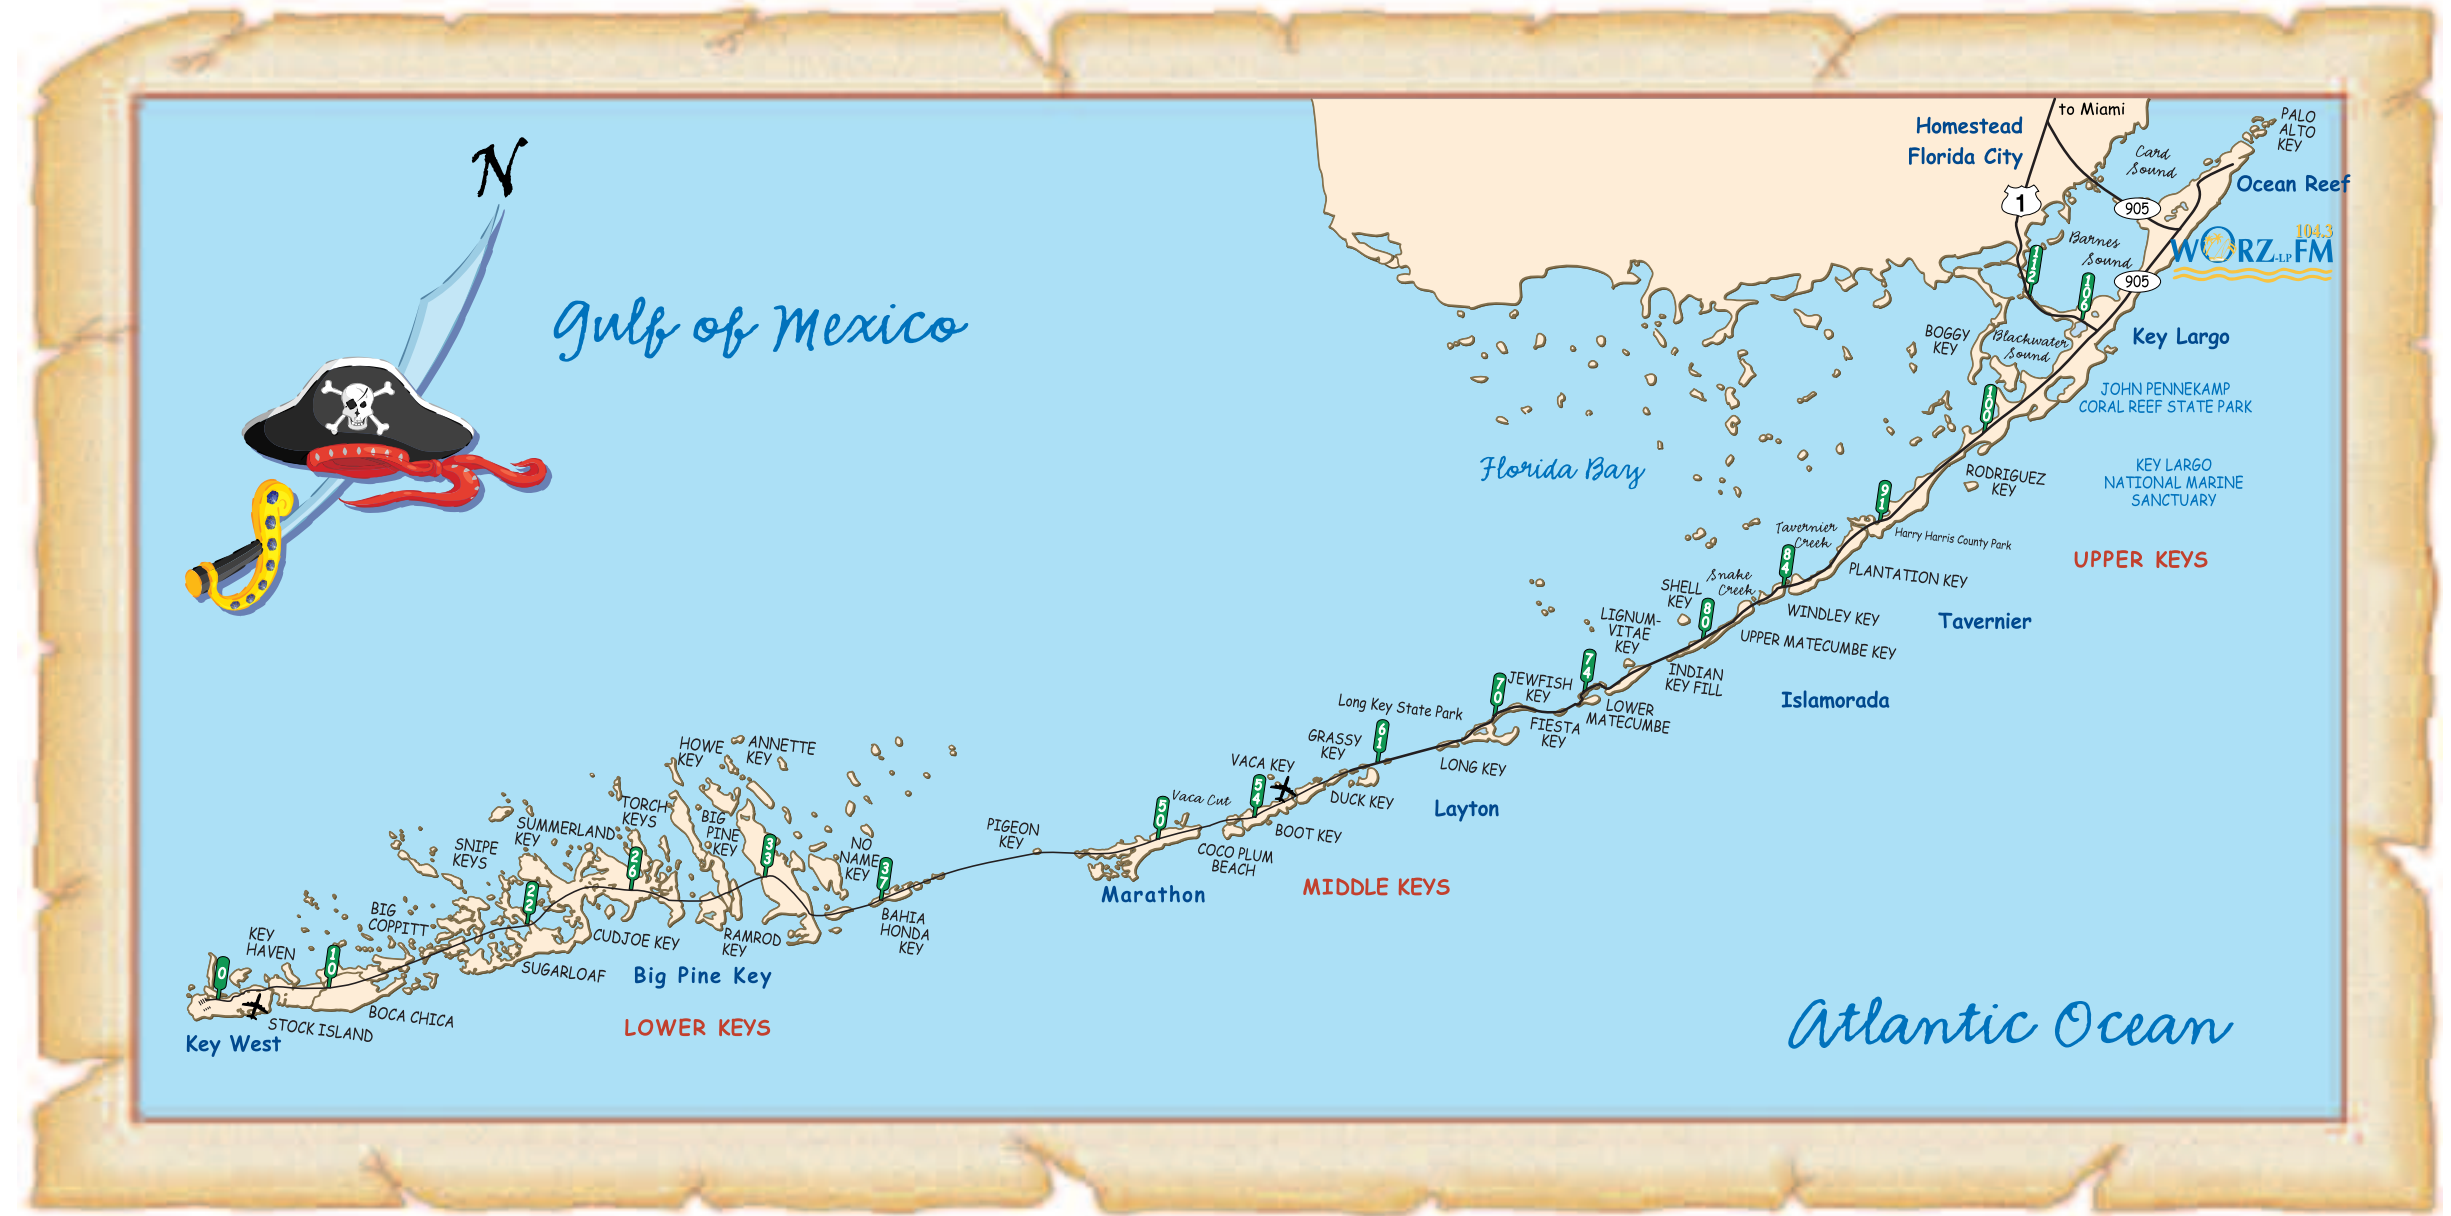 N
Gulf of Mexico
Homestead
Florida City
to Miami
1
Card
Sound
905
PALO
ALTO
KEY
Ocean Reef
104.3
WORZ-LP FM
Barnes
Sound
905
112
106
BOGGY
KEY
Blackwater
Sound
Key Largo
JOHN PENNEKAMP
CORAL REEF STATE PARK
100
Florida Bay
RODRIGUEZ
KEY
KEY LARGO
NATIONAL MARINE
SANCTUARY
91
Harry Harris County Park
Tavernier
Creek
84
UPPER KEYS
PLANTATION KEY
Snake
Creek
SHELL
KEY
80
WINDLEY KEY
Tavernier
LIGNUM-
VITAE
KEY
UPPER MATECUMBE KEY
INDIAN
KEY FILL
Islamorada
74
LOWER
MATECUMBE
JEWFISH
KEY
70
FIESTA
KEY
Long Key State Park
LONG KEY
61
GRASSY
KEY
DUCK KEY
Layton
VACA KEY
54
BOOT KEY
Vaca Cut
50
COCO PLUM
BEACH
MIDDLE KEYS
Marathon
PIGEON
KEY
HOWE
KEY
ANNETTE
KEY
TORCH
KEYS
BIG
PINE
KEY
33
NO
NAME
KEY
37
BAHIA
HONDA
KEY
SUMMERLAND
KEY
26
SNIPE
KEYS
22
CUDJOE KEY
RAMROD
KEY
Big Pine Key
SUGARLOAF
LOWER KEYS
BIG
COPPITT
KEY
HAVEN
10
0
BOCA CHICA
STOCK ISLAND
Key West
Atlantic Ocean